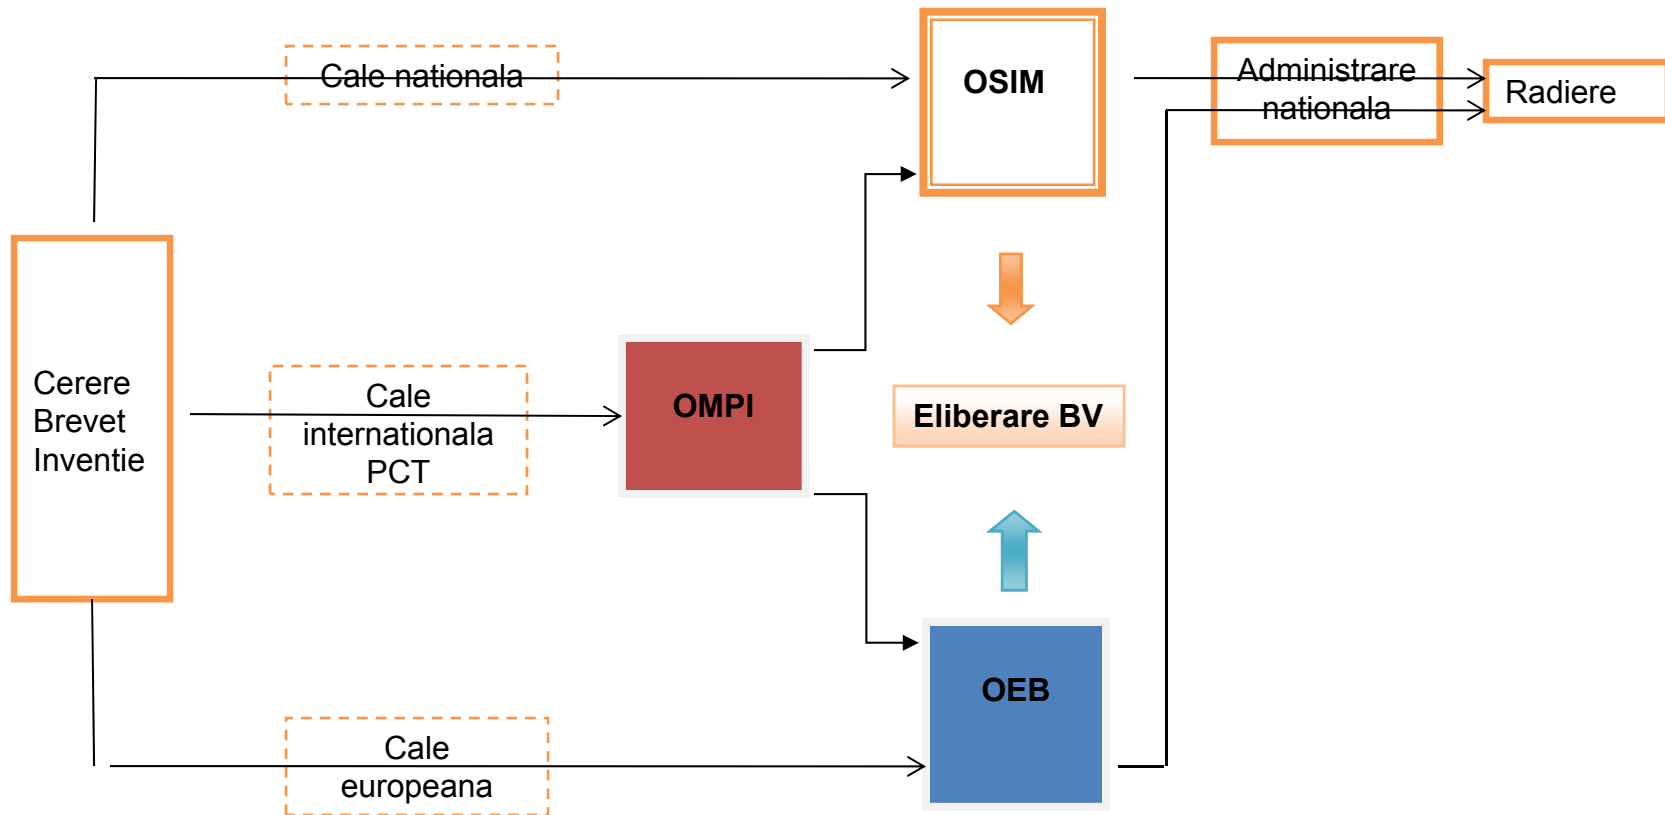 Cale nationala
OSIM
Administrare
nationala
Radiere
Cerere
Brevet
Inventie
Cale
internationala
PCT
OMPI
Eliberare BV
OEB
Cale
europeana